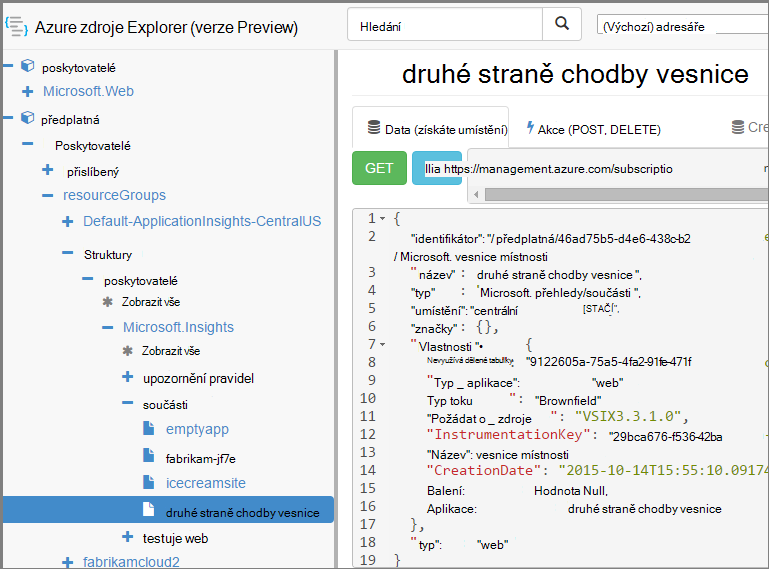 Azure zdroje Explorer (verze Preview)
Hledání
(Výchozí) adresáře
poskytovatelé
Microsoft.Web
předplatná
Poskytovatelé
přislíbený
resourceGroups
Default-ApplicationInsights-CentralUS
Struktury
poskytovatelé
Zobrazit vše
Microsoft.Insights
Zobrazit vše
upozornění pravidel
součásti
emptyapp
fabrikam-jf7e
icecreamsite
druhé straně chodby vesnice
testuje web
fabrikamcloud2
druhé straně chodby vesnice
Data (získáte umístění)
Akce (POST, DELETE)
Cre
GET
llia https://management.azure.com/subscriptio
1 {
2 "identifikátor": "/ předplatná/46ad75b5-d4e6-438c-b2
/ Microsoft. vesnice místnosti
3 "název" : druhé straně chodby vesnice ",
4 "typ" : 'Microsoft. přehledy/součásti ",
5 "umístění": "centrální [STAČÍ",
6 "značky" : {},
7 "Vlastnosti "• {
8 Nevyužívá dělené tabulky : "9122605a-75a5-4fa2-91fe-471f
9 "Typ _ aplikace": "web"
10 Typ toku ": "Brownfield"
11 "Požádat o _ zdroje ": "VSIX3.3.1.0",
12 "InstrumentationKey": "29bca676-f536-42ba
13 "Název": vesnice místnosti
14 "CreationDate": "2015-10-14T15:55:10.09174
15 Balení: Hodnota Null,
16 Aplikace: druhé straně chodby vesnice
17 },
18 "typ": "web"
19 }